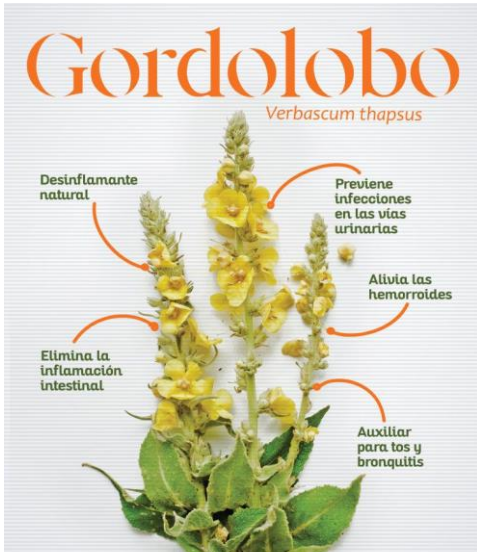 Gordolobo
Verbascum thapsus
Desinflamante
natural
Previene
infecciones
en las vías
urinarias
Alivia las
hemorroides
Elimina la
inflamación
intestinal
Auxiliar
para tos y
bronquitis